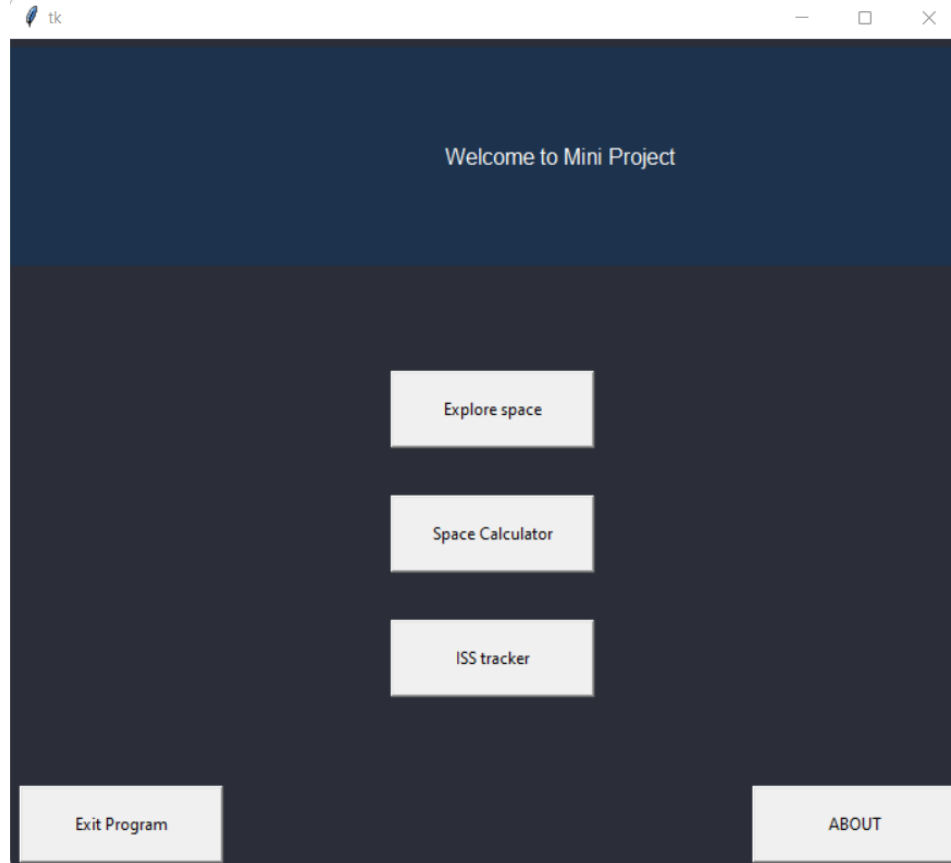 tk
Welcome to Mini Project
Explore space
Space Calculator
ISS tracker
Exit Program
ABOUT